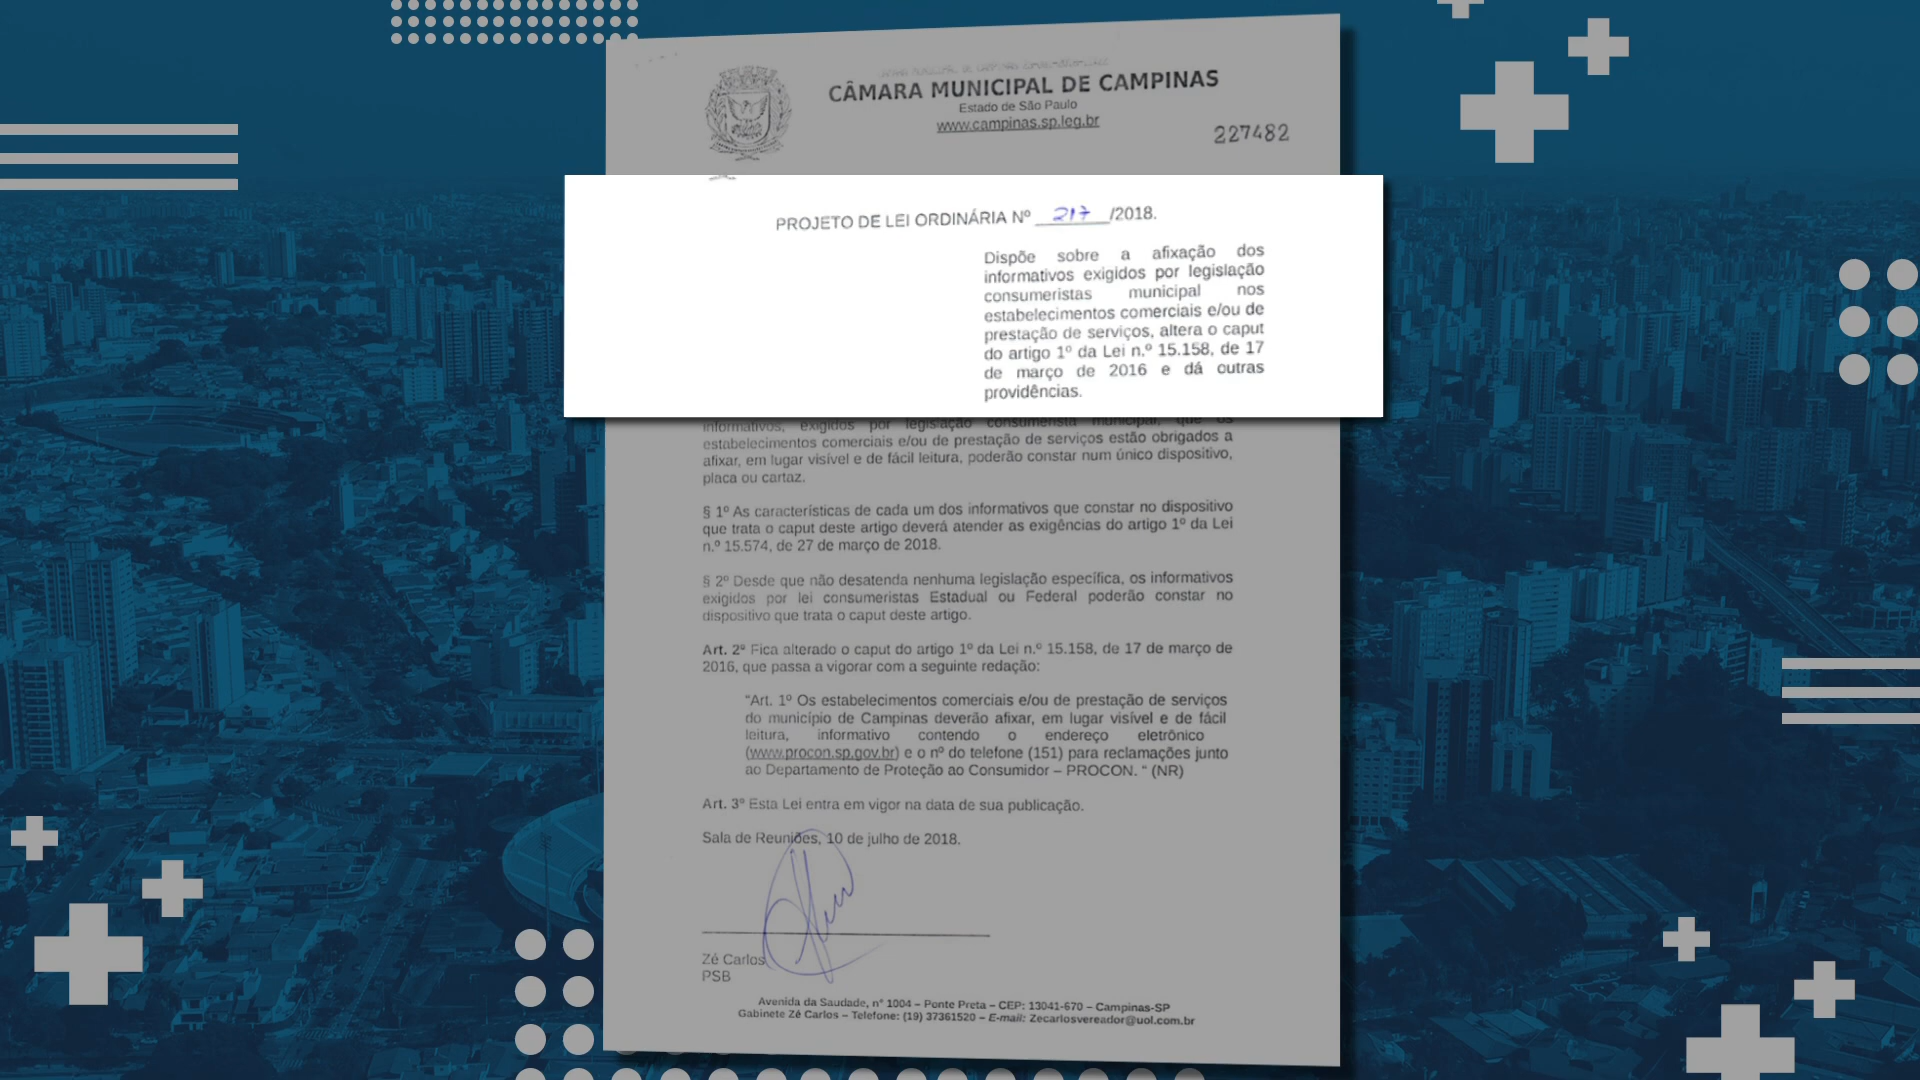 CÂMARA MUNICIPAL DE CAMPINAS
Estado de São Paulo
www.campinas.sp.leg.br
227482
PROJETO DE LEI ORDINÁRIA Nº 217/2018.
Dispõe sobre a afixação dos
informativos exigidos por legislação
consumeristas municipal nos
estabelecimentos comerciais e/ou de
prestação de serviços, altera o caput
do artigo 1º da Lei n.º 15.158, de 17
de março de 2016 e dá outras
providências.
informativos, exigidos por legislação consumerista municipal, que os
estabelecimentos comerciais e/ou de prestação de serviços estão obrigados a
afixar, em lugar visível e de fácil leitura, poderão constar num único dispositivo,
placa ou cartaz.
§ 1º As características de cada um dos informativos que constar no dispositivo
que trata o caput deste artigo deverá atender as exigências do artigo 1º da Lei
n.º 15.574, de 27 de março de 2018.
§ 2º Desde que não desatenda nenhuma legislação específica, os informativos
exigidos por lei consumeristas Estadual ou Federal poderão constar no
dispositivo que trata o caput deste artigo.
Art. 2º Fica alterado o caput do artigo 1º da Lei n.º 15.158, de 17 de março de
2016, que passa a vigorar com a seguinte redação:
"Art. 1º Os estabelecimentos comerciais e/ou de prestação de serviços
do município de Campinas deverão afixar, em lugar visível e de fácil
leitura, informativo contendo o endereço eletrônico
(www.procon.sp.gov.br) e o nº do telefone (151) para reclamações junto
ao Departamento de Proteção ao Consumidor – PROCON. " (NR)
Art. 3º Esta Lei entra em vigor na data de sua publicação.
Sala de Reuniões, 10 de julho de 2018.
Zé Carlos
PSB
Avenida da Saudade, nº 1004 – Ponte Preta – CEP: 13041-670 – Campinas-SP
Gabinete Zé Carlos – Telefone: (19) 37361520 – E-mail: Zecarlosvereador@uol.com.br